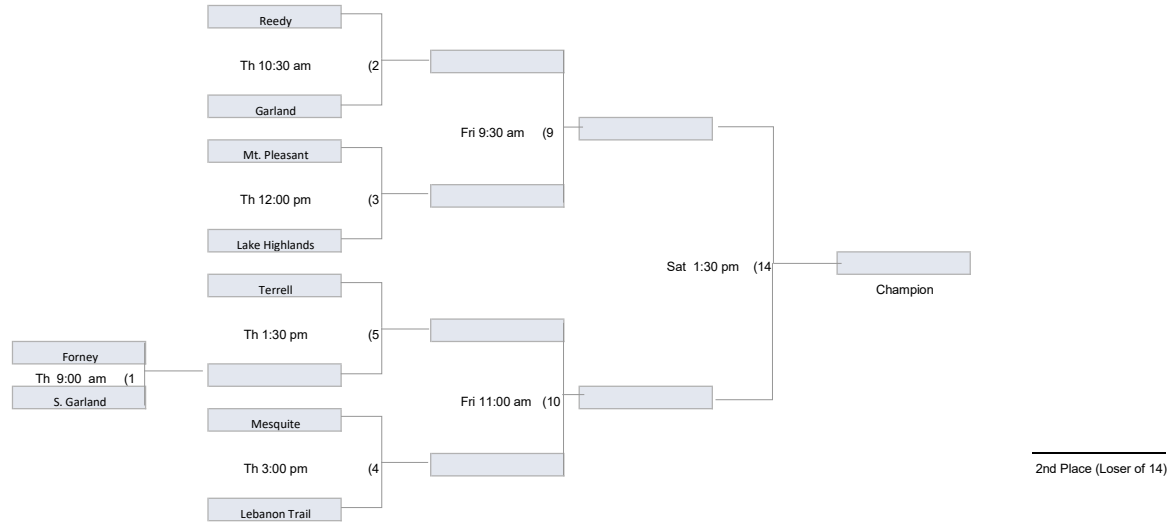 Reedy
Th 10:30 am (2
Garland
Mt. Pleasant
Th 12:00 pm (3
Lake Highlands
Fri 9:30 am (9
Terrell
Th 1:30 pm (5
Forney
Th 9:00 am (1
S. Garland
Mesquite
Th 3:00 pm (4
Lebanon Trail
Fri 11:00 am (10
Sat 1:30 pm (14
Champion
2nd Place (Loser of 14)